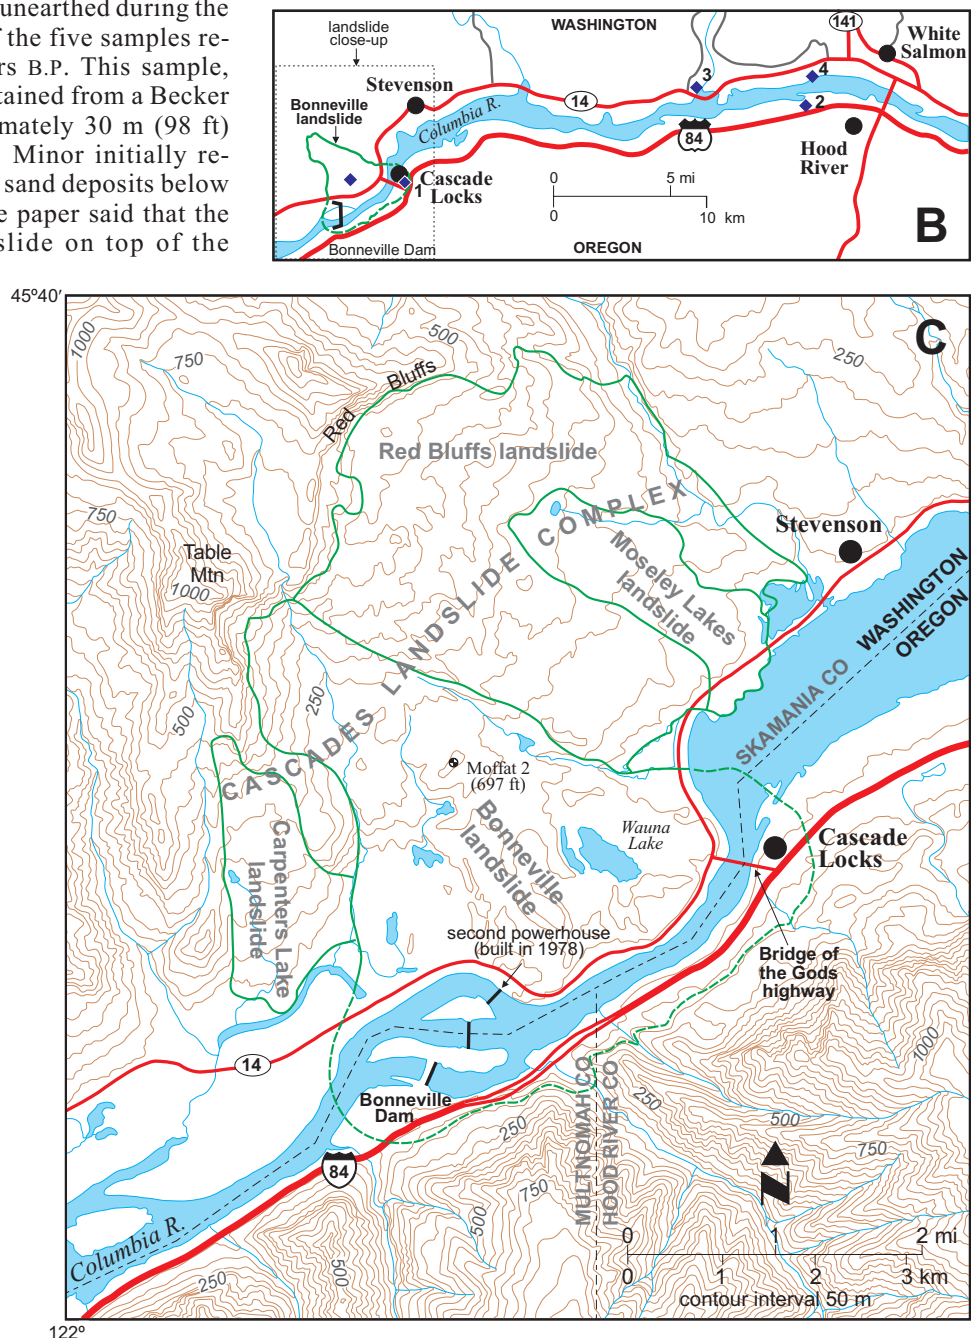 unearthed during the
f the five samples re-
rs B.P. This sample,
tained from a Becker
mately 30 m (98 ft)
Minor initially re-
sand deposits below
e paper said that the
slide on top of the
landslide
close-up
WASHINGTON
141
White
Salmon
Stevenson
3
4
14
2
Columbia R.
Bonneville
landslide
84
Hood
River
1
Cascade
Locks
0
5 mi
0
10 km
Bonneville Dam
OREGON
B
45º40′
C
1000
750
500
250
Red Bluffs
Red Bluffs landslide
CASCADES LANDSLIDE COMPLEX
750
Table
Mtn
1000
Moseley Lakes
landslide
Stevenson
WASHINGTON
OREGON
SKAMANIA CO
500
250
Moffat 2
(697 ft)
Bonneville
landslide
Wauna
Lake
Cascade
Locks
Carpenters Lake
landslide
second powerhouse
(built in 1978)
Bridge of
the Gods
highway
14
1000
Bonneville
Dam
MULTNOMAH CO
HOOD RIVER CO
250
500
250
750
84
750
500
Columbia R.
250
500
N
0
1
2 mi
0
1
2
3 km
contour interval 50 m
122º